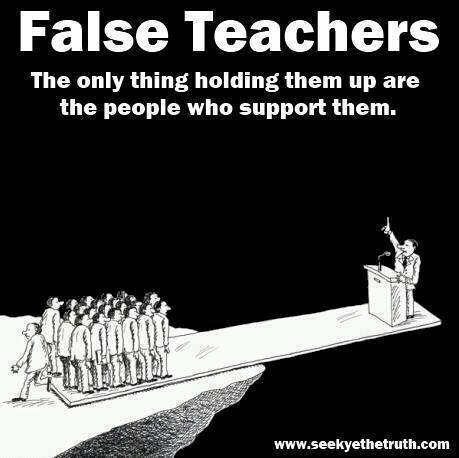 False Teachers
The only thing holding them up are
the people who support them.
www.seekyethetruth.com